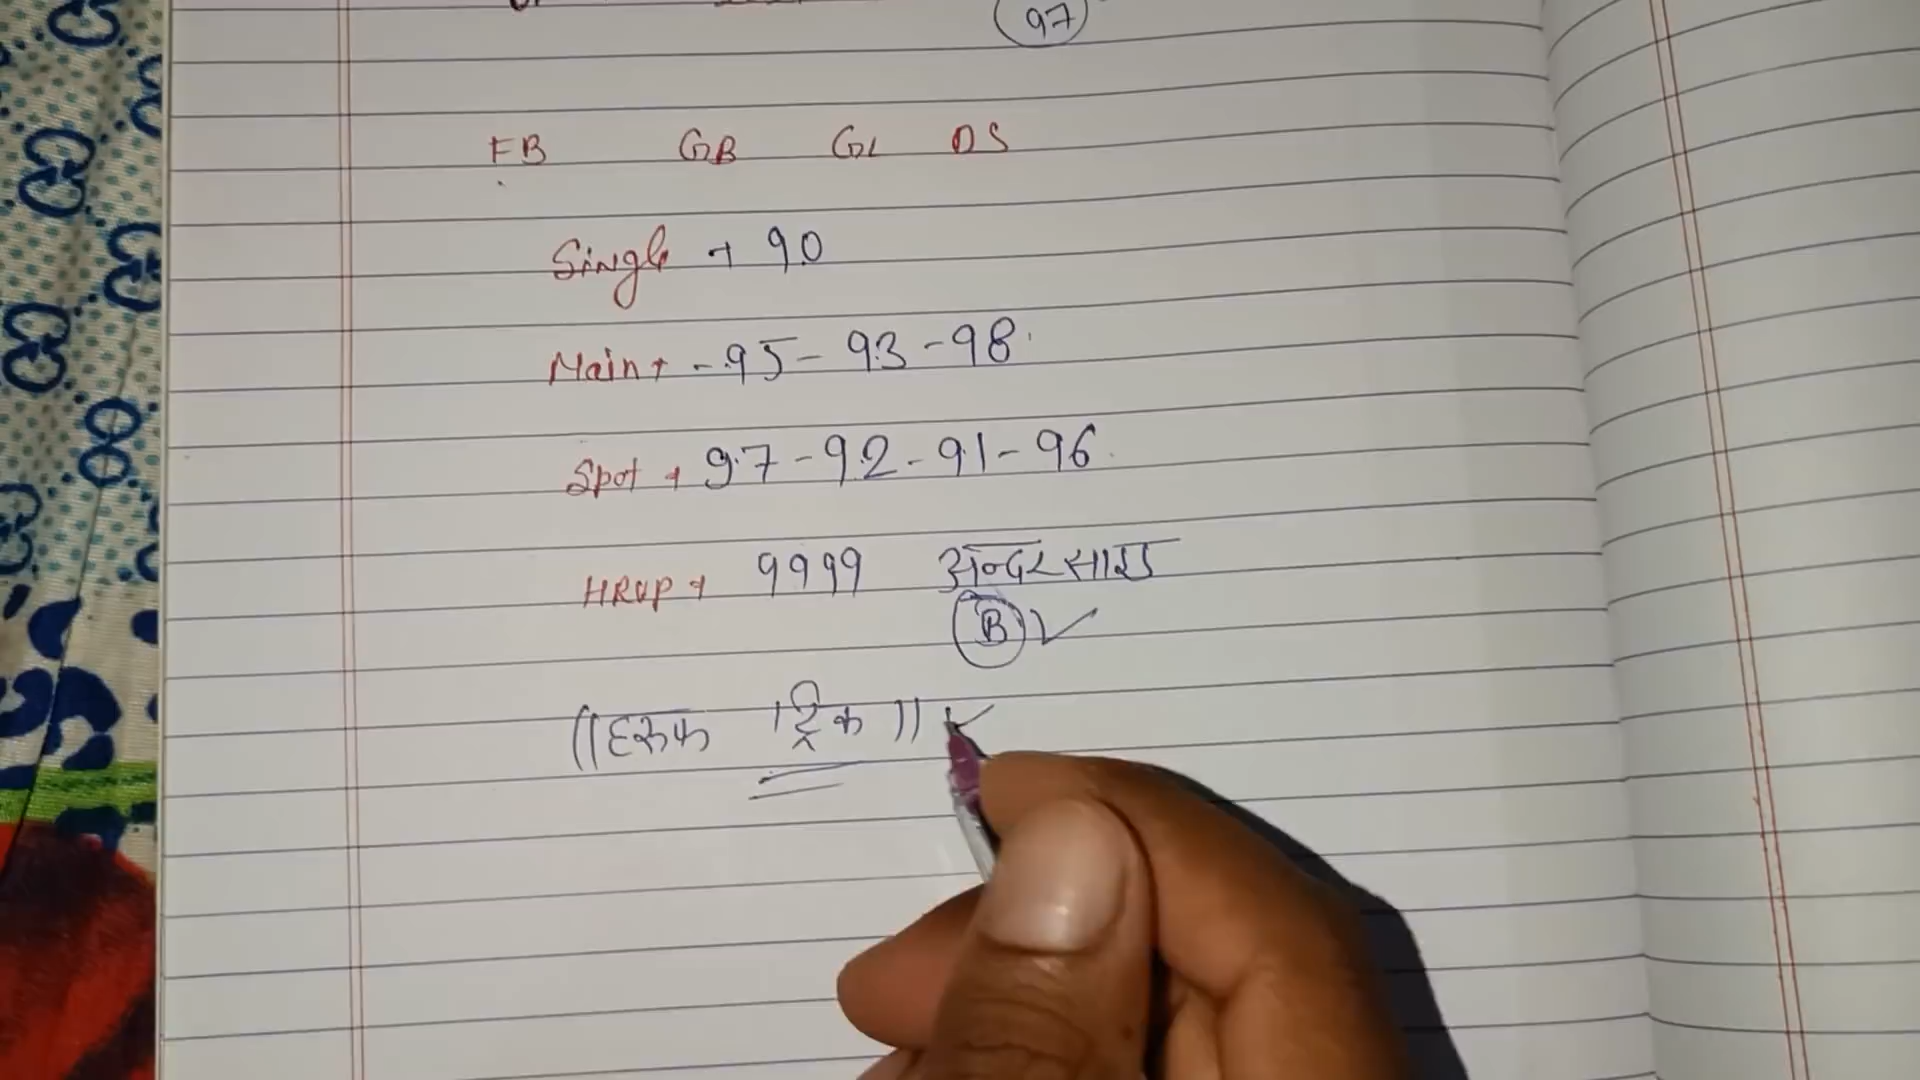 97
FB GB GL DS
Single → 90
Main → - 95 - 93 - 98
Spot → 97 - 92 - 91 - 96
HRUP → 9999 अन्दर
B
॥ हरूफ ट्रिक ॥